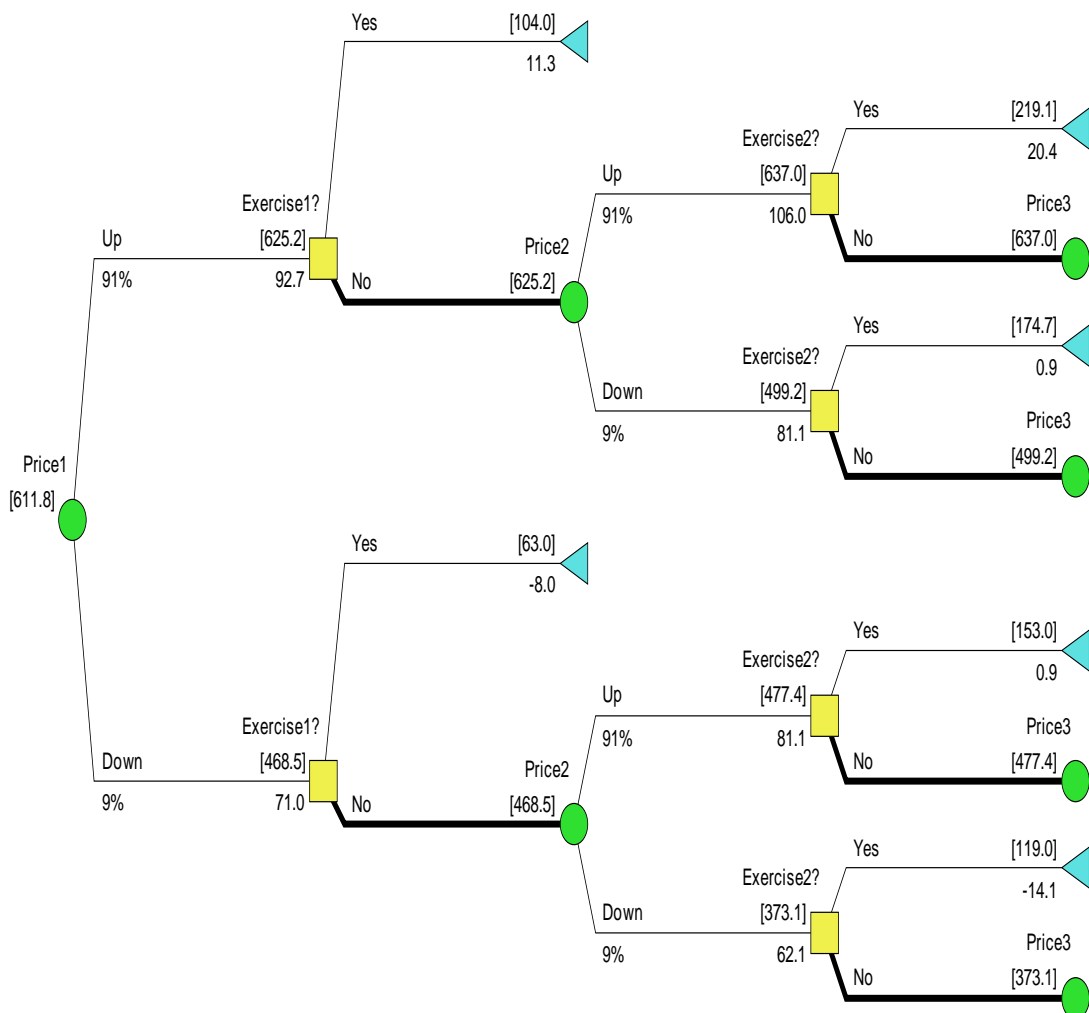 Yes [104.0]
11.3
Yes [219.1]
Exercise2?
20.4
Up [637.0]
Exercise1? 91% 106.0 Price3
Up [625.2] Price2 No [637.0]
91% 92.7 No [625.2]
Yes [174.7]
Exercise2?
0.9
Down [499.2]
9% 81.1 Price3
Price1 No [499.2]
[611.8]
Yes [63.0]
-8.0
Yes [153.0]
Exercise2?
0.9
Up [477.4]
Exercise1? 91% 81.1 Price3
Down [468.5] Price2 No [477.4]
9% 71.0 No [468.5]
Yes [119.0]
Exercise2?
-14.1
Down [373.1]
9% 62.1 Price3
No [373.1]